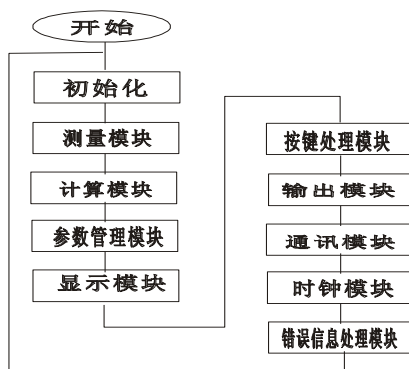 开始
初始化
测量模块
计算模块
参数管理模块
显示模块
按键处理模块
输出模块
通讯模块
时钟模块
错误信息处理模块